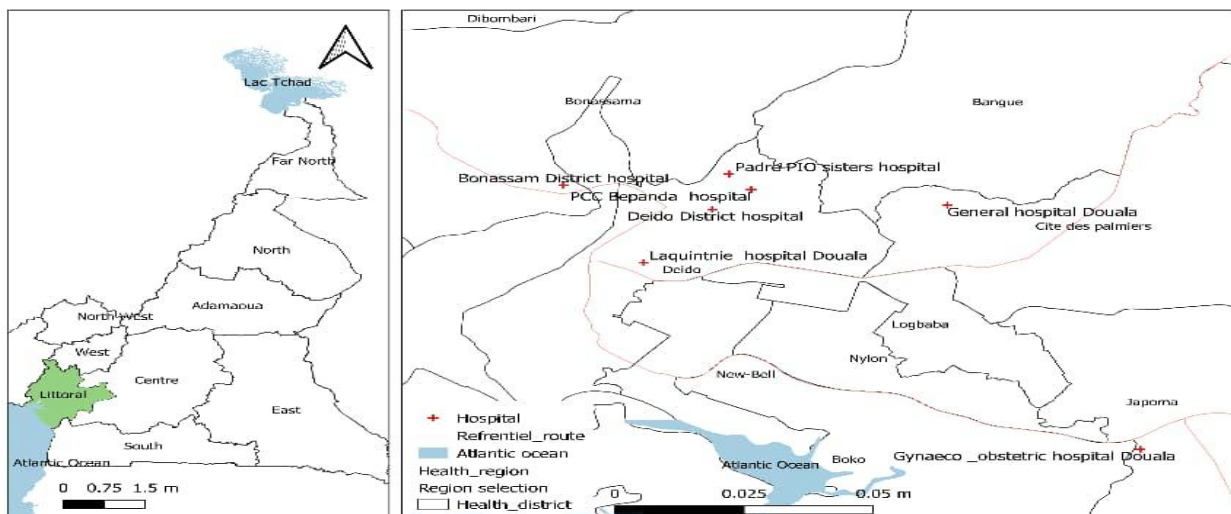 Lac Tchad
Far North
North
Adamaoua
North West
West
Centre
Littoral
East
South
Atlantic Ocean
0 0.75 1.5 m
Dibombari
Bonassama
Bangue
Padre PIO sisters hospital
Bonassam District hospital
PCC Bepanda hospital
Deido District hospital
General hospital Douala
Cite des palmiers
Laquintnie hospital Douala
Deido
Logbaba
Nylon
New-Bell
Japoma
Hospital
Refrentiel_route
Atlantic ocean
Health_region
Region selection
Health_district
Atlantic Ocean
Boko
Gynaeco _obstetric hospital Douala
0 0.025 0.05 m